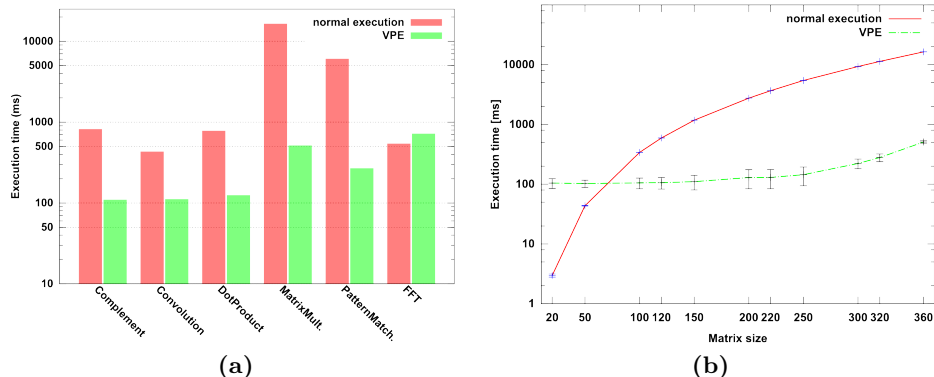 normal execution
VPE
Execution time (ms)
10000
5000
1000
500
100
50
10
Complement
Convolution
DotProduct
MatrixMult.
PatternMatch.
FFT
(a)
normal execution
VPE
Execution time [ms]
10000
1000
100
10
1
20 50 100 120 150 200 220 250 300 320 360
Matrix size
(b)